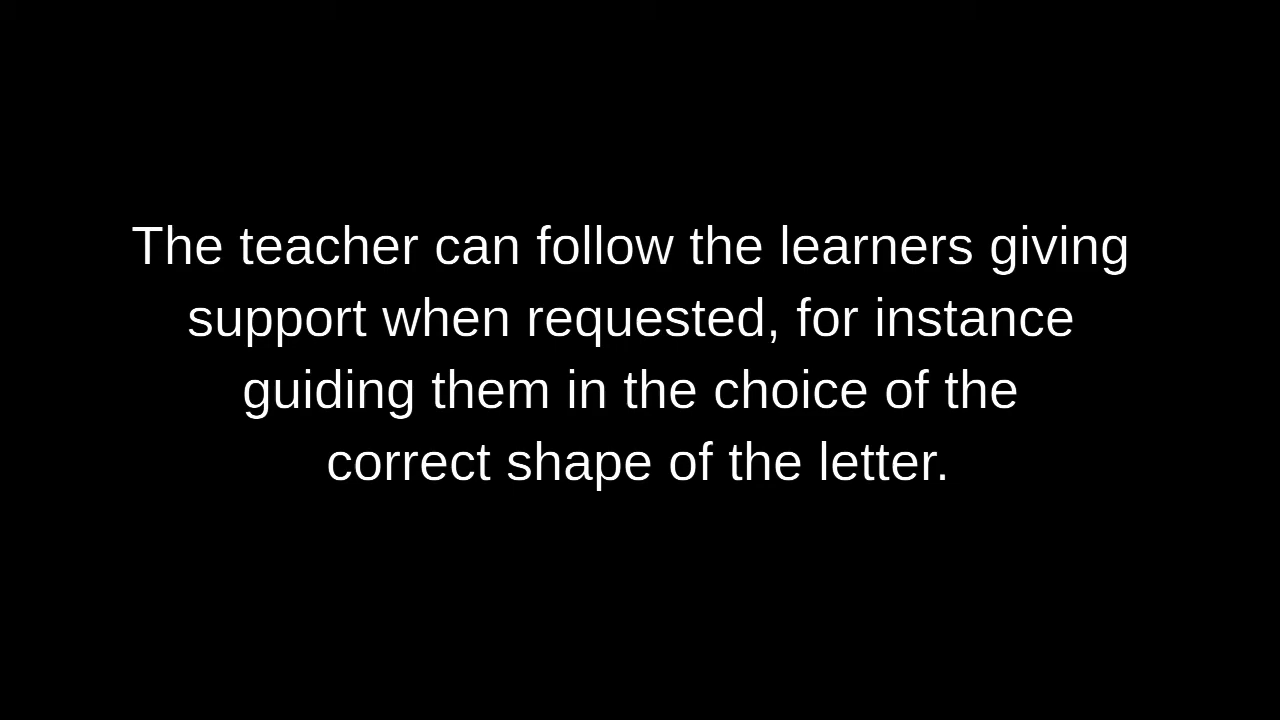 The teacher can follow the learners giving
support when requested, for instance
guiding them in the choice of the
correct shape of the letter.